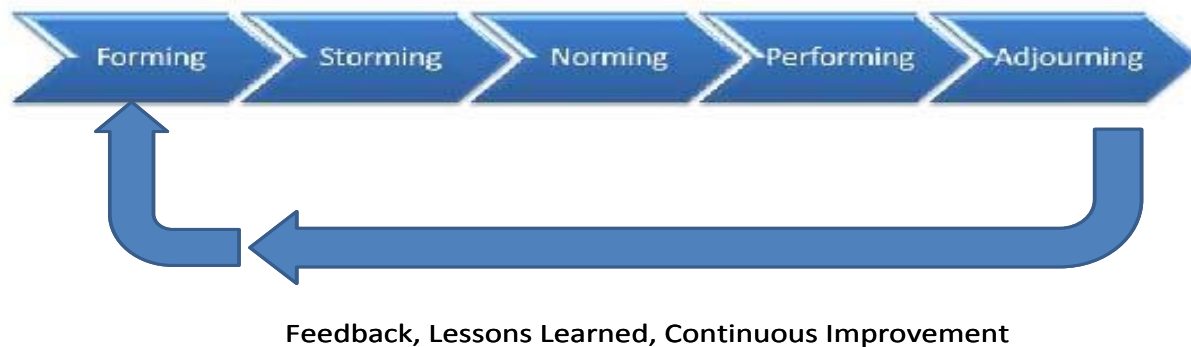 Forming Storming Norming Performing Adjourning
Feedback, Lessons Learned, Continuous Improvement